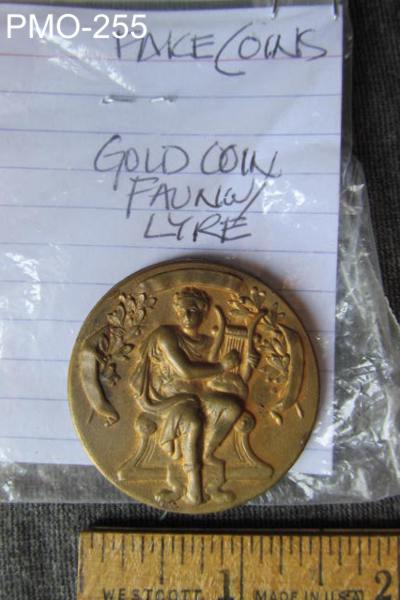 PMO-255
FAKE COINS
GOLD COIN
FAUN W/
LYRE
1 2
WESTCOTT MADE IN U.S.A